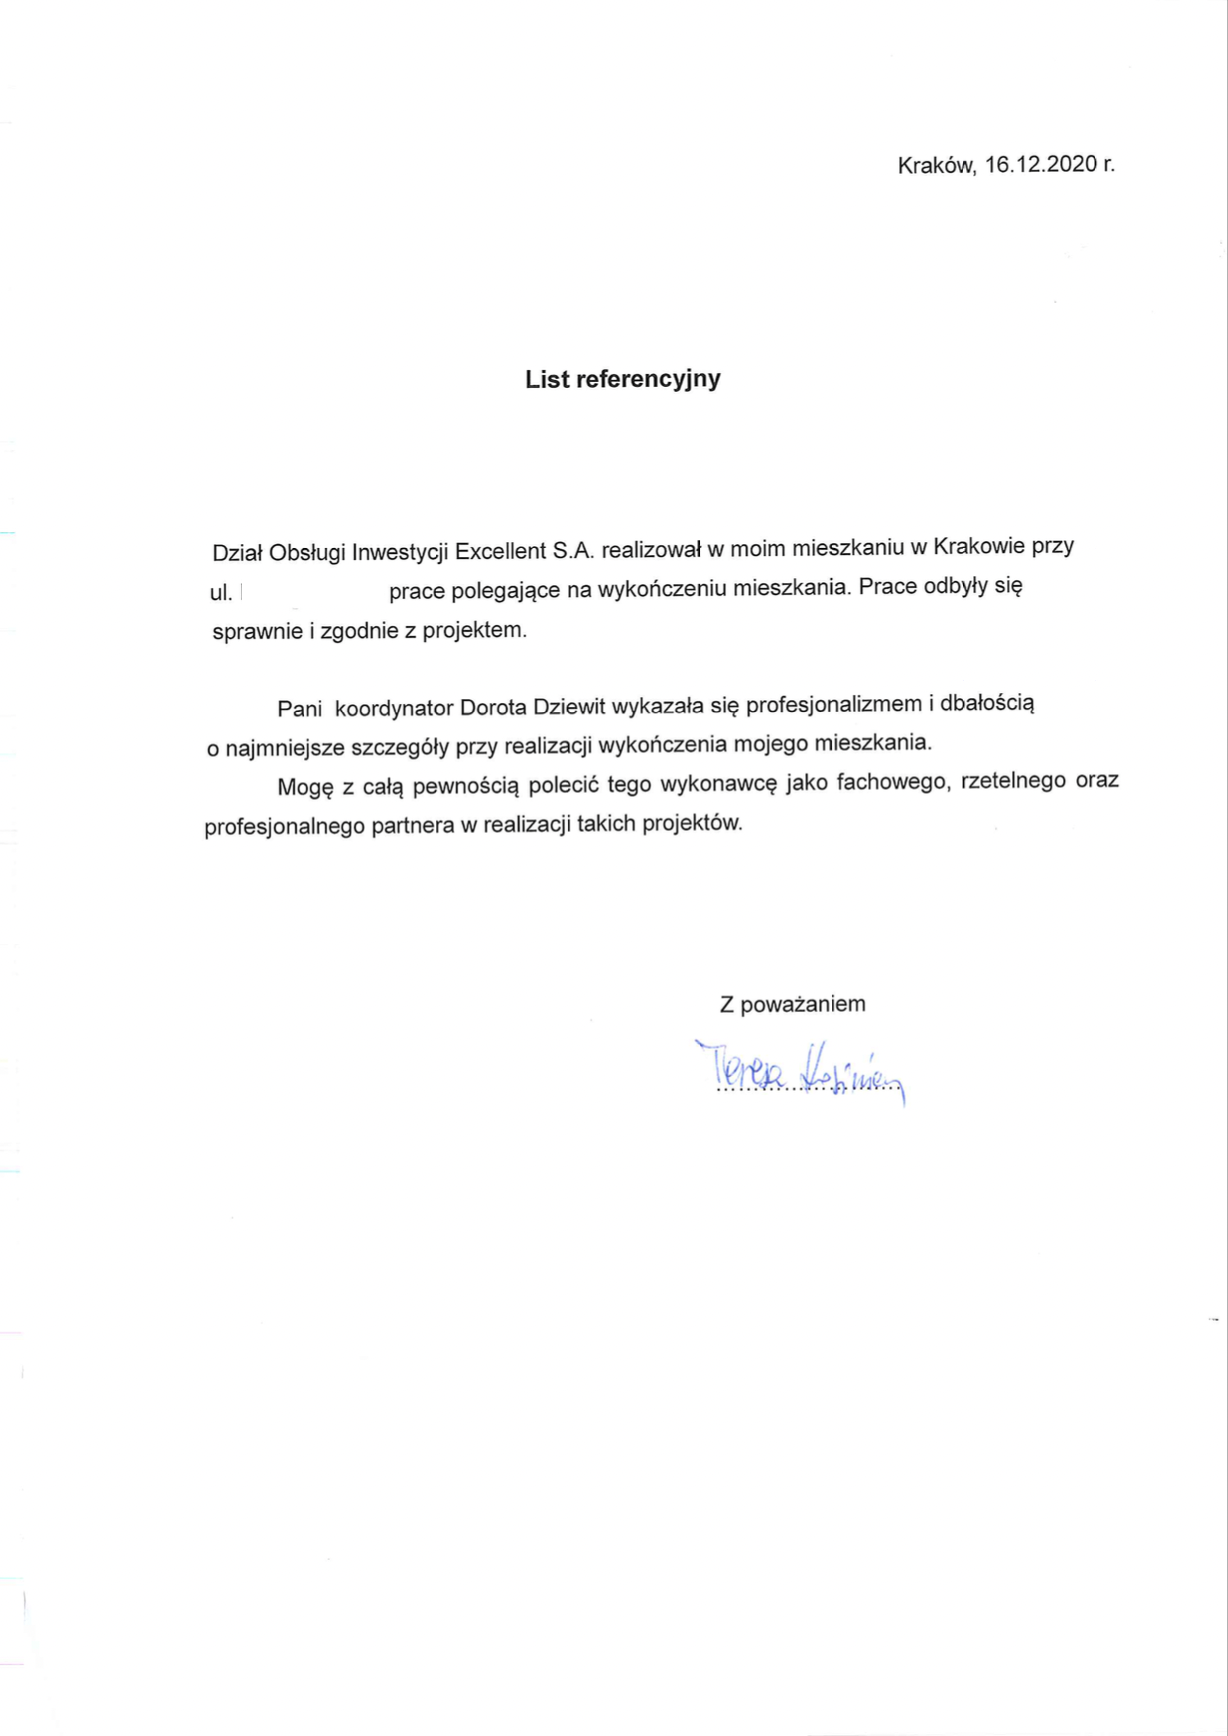 Kraków, 16.12.2020 r.
List referencyjny
Dział Obsługi Inwestycji Excellent S.A. realizował w moim mieszkaniu w Krakowie przy
ul. prace polegające na wykończeniu mieszkania. Prace odbyły się
sprawnie i zgodnie z projektem.
Pani koordynator Dorota Dziewit wykazała się profesjonalizmem i dbałością
o najmniejsze szczegóły przy realizacji wykończenia mojego mieszkania.
Mogę z całą pewnością polecić tego wykonawcę jako fachowego, rzetelnego oraz
profesjonalnego partnera w realizacji takich projektów.
Z poważaniem
Teresa